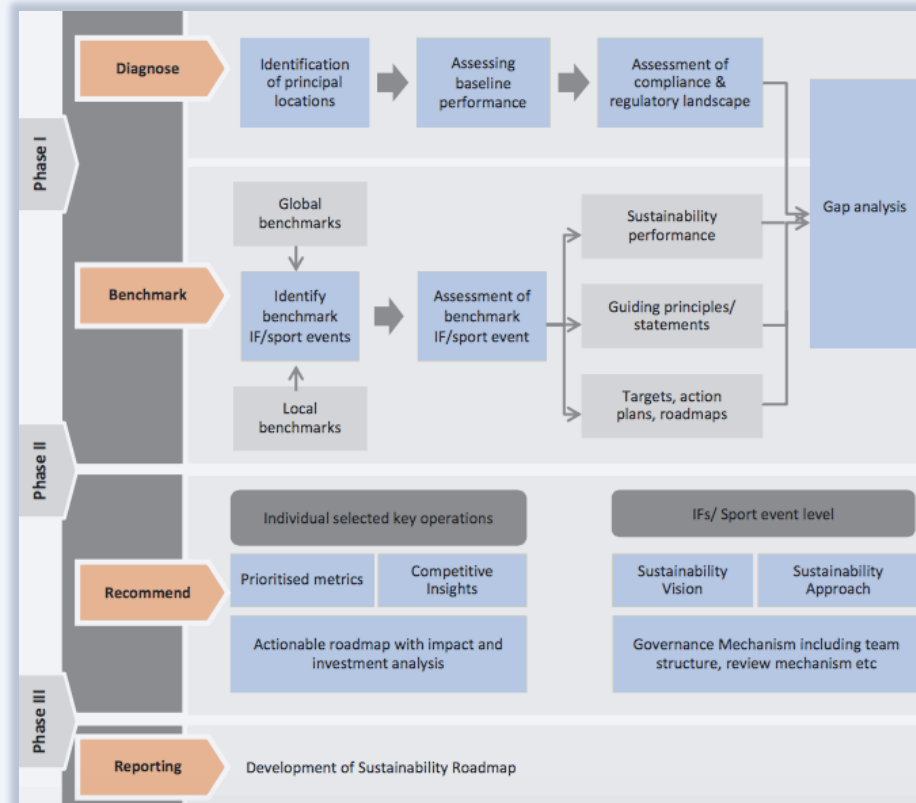 Phase I
Diagnose
Identification
of principal
locations
Assessing
baseline
performance
Assessment of
compliance &
regulatory landscape
Gap analysis
Benchmark
Global
benchmarks
Identify
benchmark
IF/sport events
Local
benchmarks
Assessment of
benchmark
IF/sport event
Sustainability
performance
Guiding principles/
statements
Targets, action
plans, roadmaps
Phase II
Recommend
Individual selected key operations
Prioritised metrics
Competitive
Insights
Actionable roadmap with impact and
investment analysis
IFs/ Sport event level
Sustainability
Vision
Sustainability
Approach
Governance Mechanism including team
structure, review mechanism etc
Phase III
Reporting
Development of Sustainability Roadmap